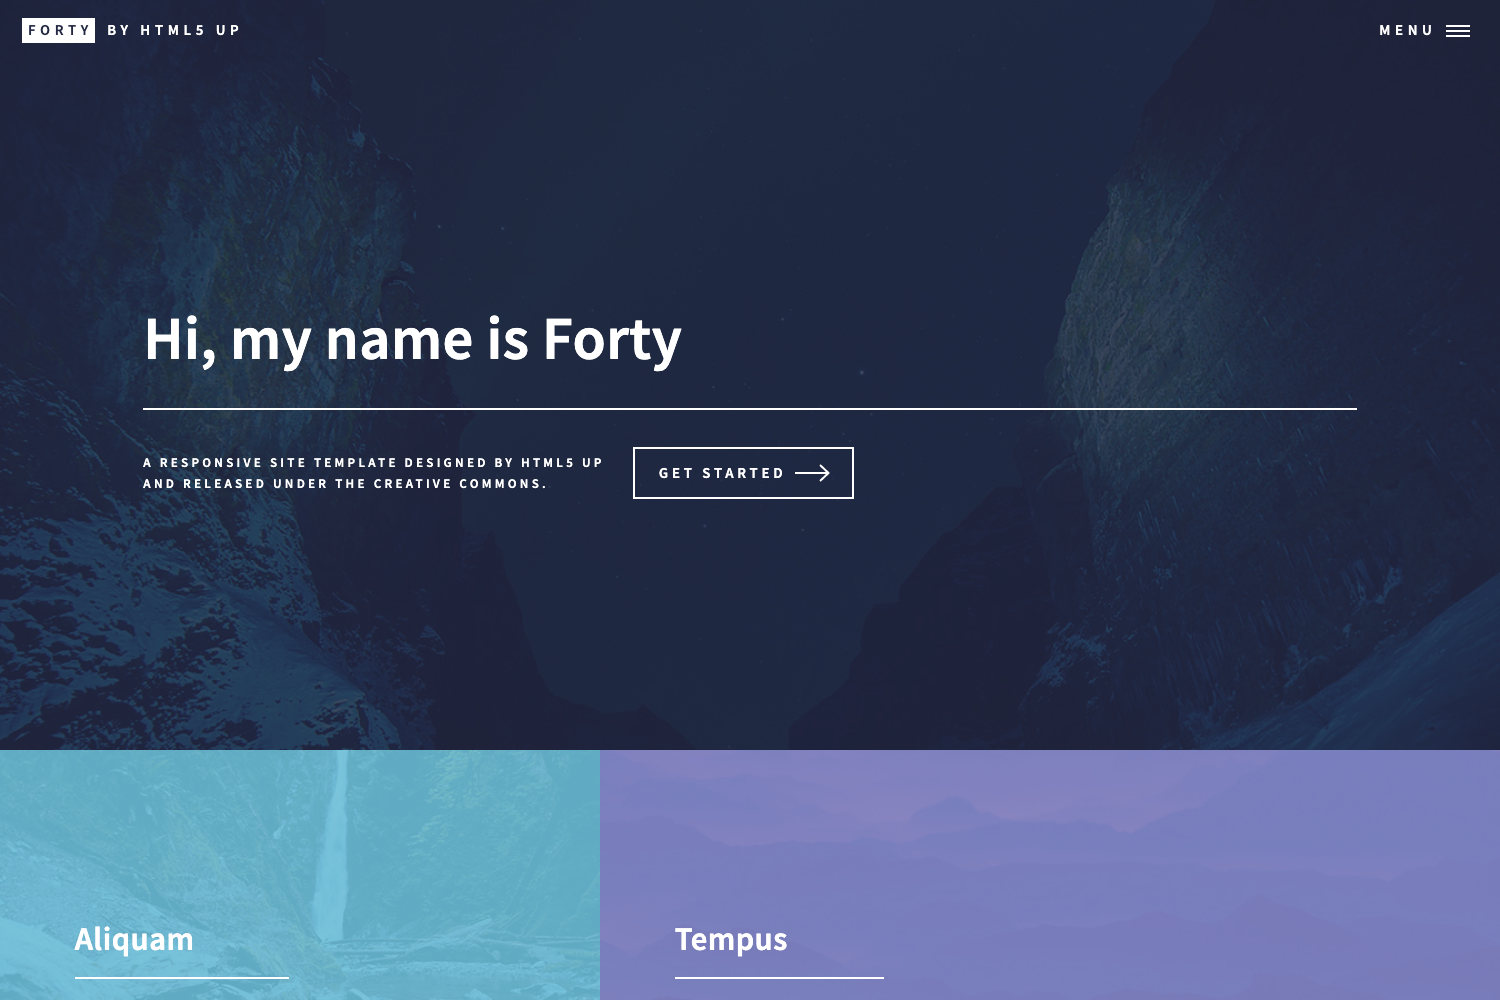 FORTY BY HTML5 UP
MENU
Hi, my name is Forty
A RESPONSIVE SITE TEMPLATE DESIGNED BY HTML5 UP
AND RELEASED UNDER THE CREATIVE COMMONS.
GET STARTED
Aliquam
Tempus